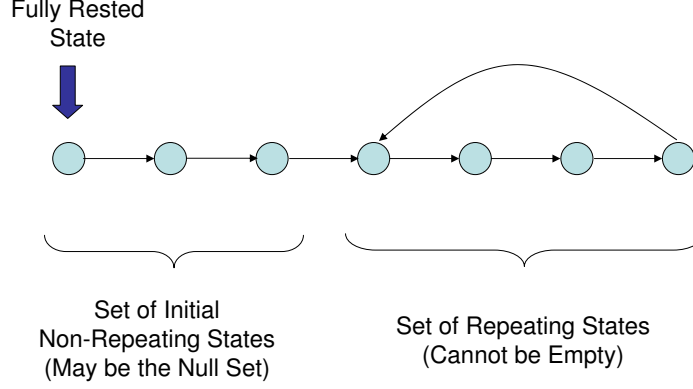 Fully Rested
State
Set of Initial
Non-Repeating States
(May be the Null Set)
Set of Repeating States
(Cannot be Empty)